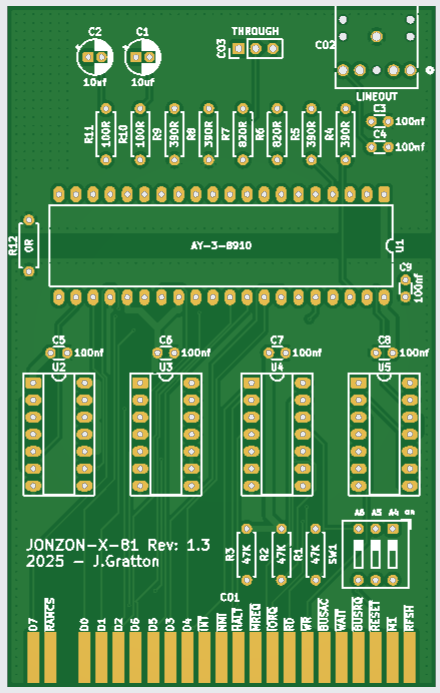 C2 C1 THROUGH
CO3 CO2
10uf 10uf
LINEOUT
C3
100nf
R11 100R R10 100R R9 390R R8 390R R7 820R R6 820R R5 390R R4 390R
C4
100nf
R12 0R
AY-3-8910
U1
C9
100nf
C5 C6 C7 C8
100nf 100nf 100nf 100nf
U2 U3 U4 U5
A6 A5 A4 on
R3 47K R2 47K R1 47K SW1
JONZON-X-81 Rev: 1.3
2025 - J.Gratton
CO1
D7 RAMCS D0 D1 D2 D6 D5 D3 D4 INT NMI HALT MREQ IORQ RD WR BUSAC WAIT BUSRQ RESET M1 RFSH